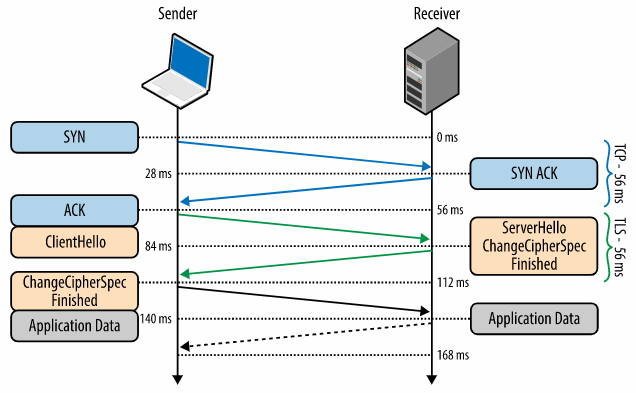 Sender
Receiver
SYN
0 ms
28 ms
SYN ACK
TCP - 56 ms
ACK
56 ms
ClientHello
84 ms
ServerHello
ChangeCipherSpec
Finished
TLS - 56 ms
ChangeCipherSpec
Finished
112 ms
Application Data
140 ms
Application Data
168 ms